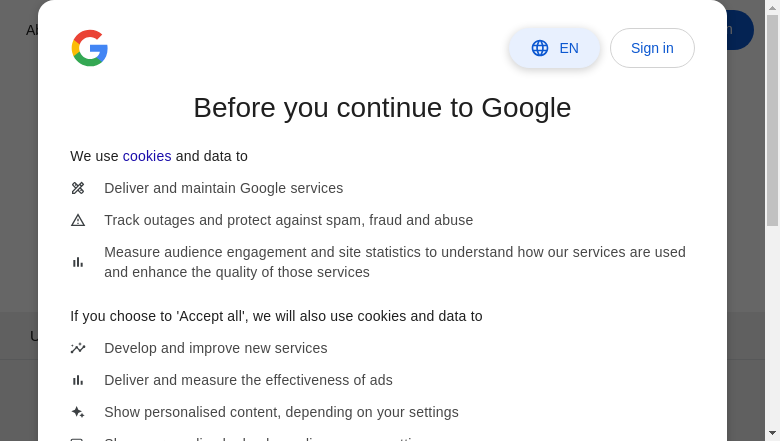 EN
Sign in
Before you continue to Google
We use cookies and data to
Deliver and maintain Google services
Track outages and protect against spam, fraud and abuse
Measure audience engagement and site statistics to understand how our services are used
and enhance the quality of those services
If you choose to 'Accept all', we will also use cookies and data to
Develop and improve new services
Deliver and measure the effectiveness of ads
Show personalised content, depending on your settings